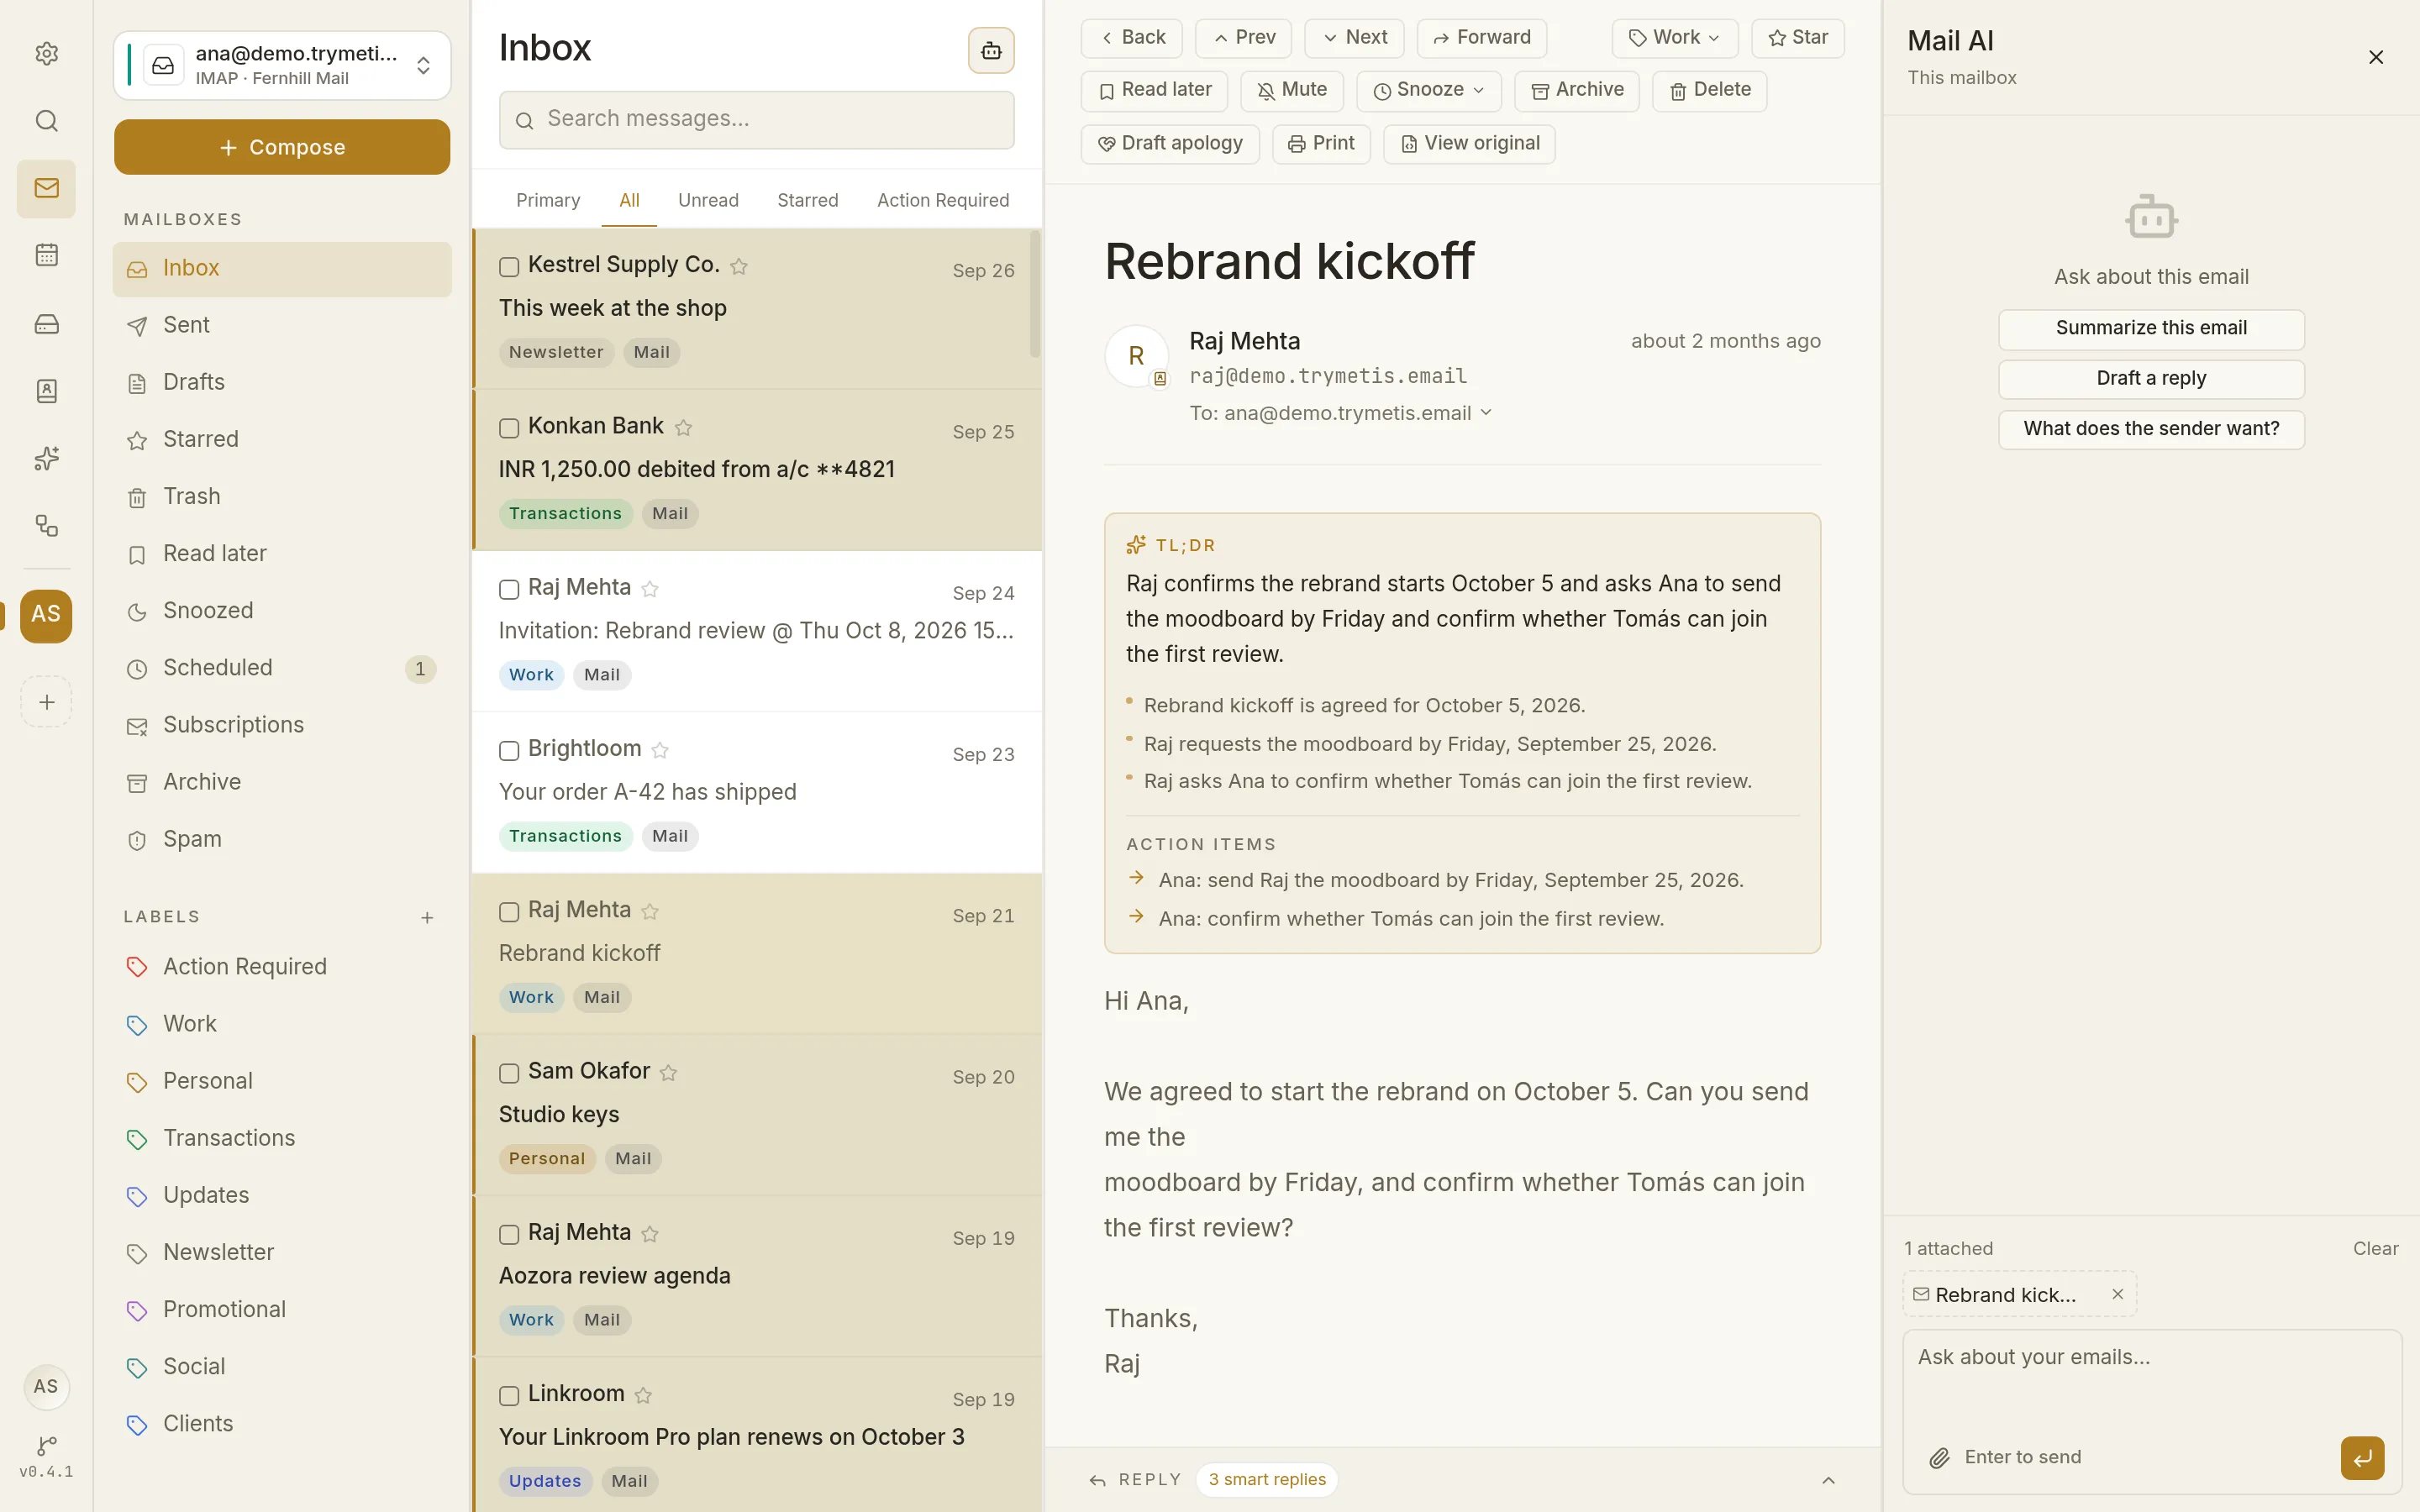 ana@demo.trymeti...
IMAP · Fernhill Mail
Compose
MAILBOXES
Inbox
Sent
Drafts
Starred
Trash
Read later
Snoozed
Scheduled 1
Subscriptions
Archive
Spam
LABELS
Action Required
Work
Personal
Transactions
Updates
Newsletter
Promotional
Social
Clients
AS
AS
v0.4.1
Inbox
Search messages...
Primary All Unread Starred Action Required
Kestrel Supply Co. Sep 26
This week at the shop
Newsletter Mail
Konkan Bank Sep 25
INR 1,250.00 debited from a/c **4821
Transactions Mail
Raj Mehta Sep 24
Invitation: Rebrand review @ Thu Oct 8, 2026 15...
Work Mail
Brightloom Sep 23
Your order A-42 has shipped
Transactions Mail
Raj Mehta Sep 21
Rebrand kickoff
Work Mail
Sam Okafor Sep 20
Studio keys
Personal Mail
Raj Mehta Sep 19
Aozora review agenda
Work Mail
Linkroom Sep 19
Your Linkroom Pro plan renews on October 3
Updates Mail
Back Prev Next Forward Work Star
Read later Mute Snooze Archive Delete
Draft apology Print View original
Rebrand kickoff
R
Raj Mehta about 2 months ago
raj@demo.trymetis.email
To: ana@demo.trymetis.email
TL;DR
Raj confirms the rebrand starts October 5 and asks Ana to send
the moodboard by Friday and confirm whether Tomás can join
the first review.
Rebrand kickoff is agreed for October 5, 2026.
Raj requests the moodboard by Friday, September 25, 2026.
Raj asks Ana to confirm whether Tomás can join the first review.
ACTION ITEMS
Ana: send Raj the moodboard by Friday, September 25, 2026.
Ana: confirm whether Tomás can join the first review.
Hi Ana,
We agreed to start the rebrand on October 5. Can you send
me the
moodboard by Friday, and confirm whether Tomás can join
the first review?
Thanks,
Raj
REPLY 3 smart replies
Mail AI
This mailbox
Ask about this email
Summarize this email
Draft a reply
What does the sender want?
1 attached Clear
Rebrand kick...
Ask about your emails...
Enter to send